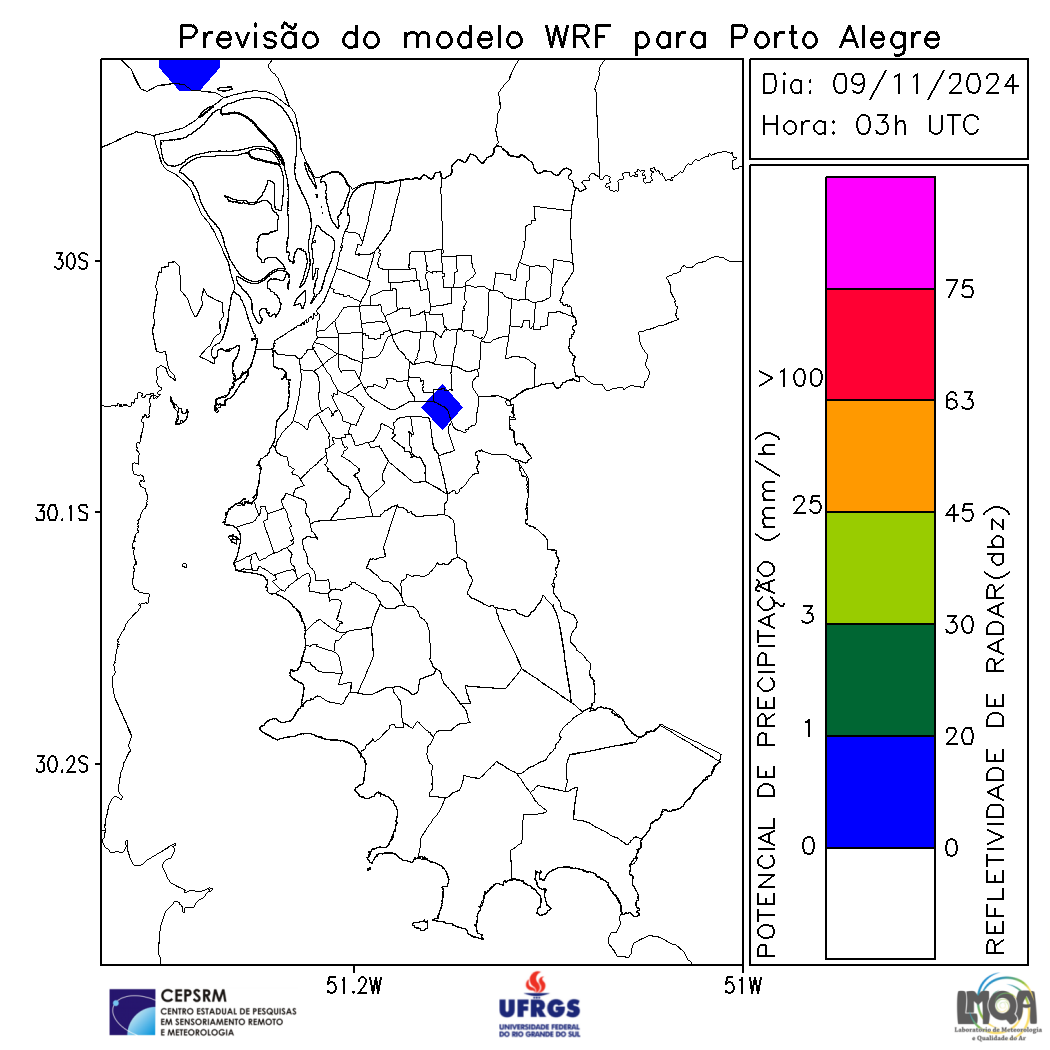 Previsão do modelo WRF para Porto Alegre
Dia: 09/11/2024
Hora: 03h UTC
30S
30.1S
30.2S
51.2W
51W
POTENCIAL DE PRECIPITAÇÃO (mm/h)
>100
25
3
1
0
75
63
45
30
20
0
REFLETIVIDADE DE RADAR(dbz)
CEPSRM
CENTRO ESTADUAL DE PESQUISAS
EM SENSORIAMENTO REMOTO
E METEOROLOGIA
UFRGS
UNIVERSIDADE FEDERAL
DO RIO GRANDE DO SUL
LMQA
Laboratório de Meteorologia
e Qualidade do Ar